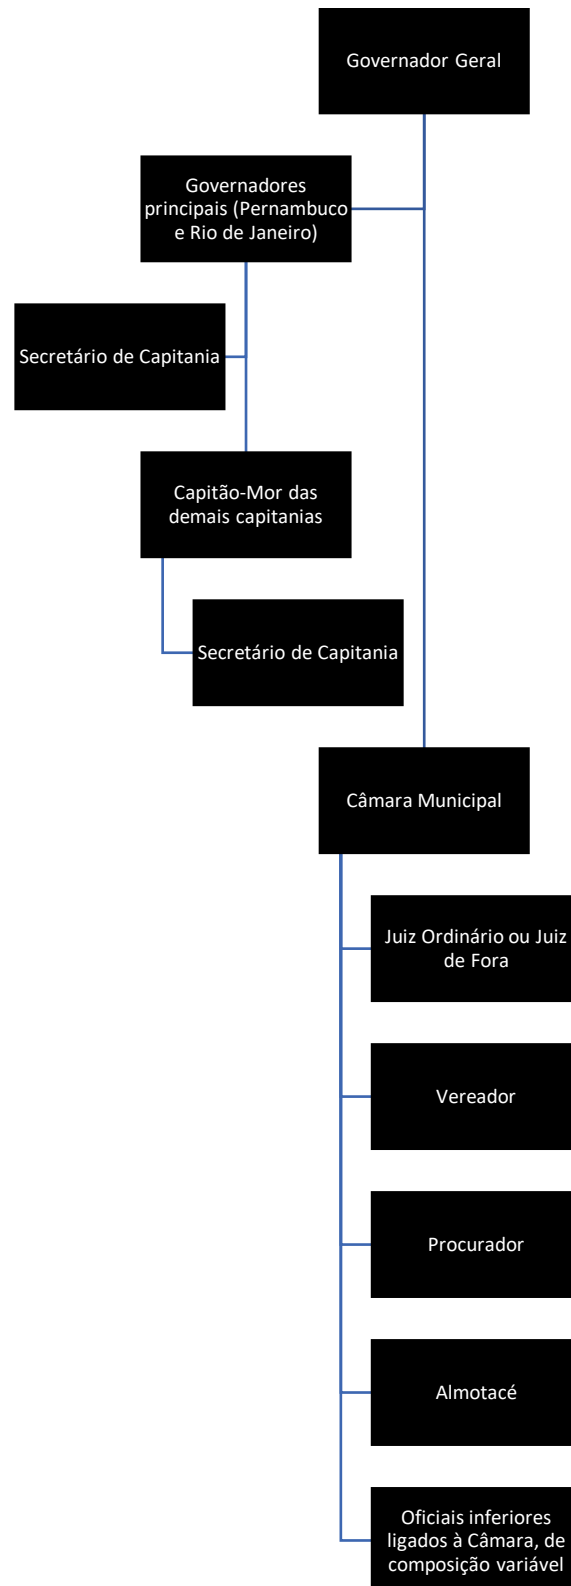 Governador Geral
Governadores
principais (Pernambuco
e Rio de Janeiro)
Secretário de Capitania
Capitão-Mor das
demais capitanias
Secretário de Capitania
Câmara Municipal
Juiz Ordinário ou Juiz
de Fora
Vereador
Procurador
Almotacé
Oficiais inferiores
ligados à Câmara, de
composição variável